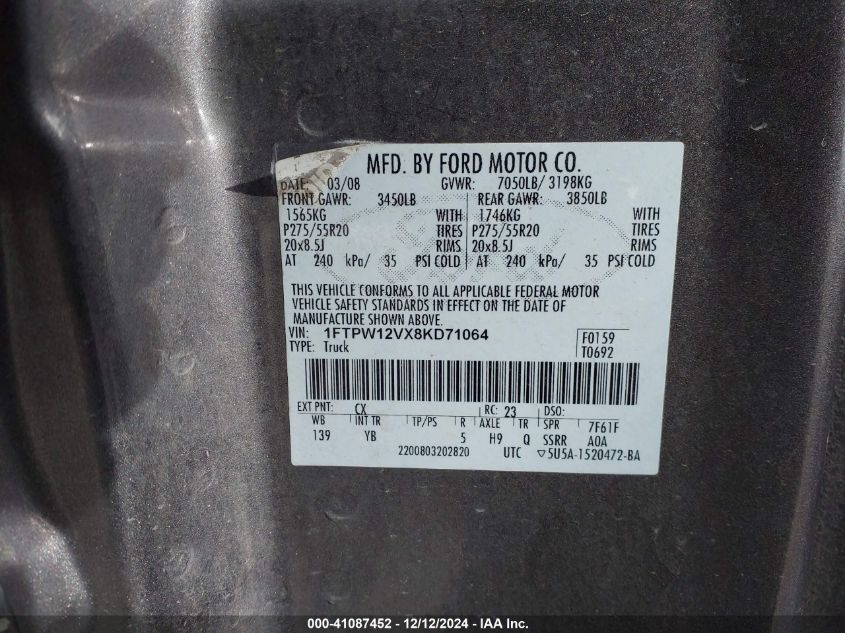 MFD. BY FORD MOTOR CO.
DATE: 03/08 GVWR: 7050LB/ 3198KG
FRONT GAWR: 3450LB REAR GAWR: 3850LB
1565KG WITH 1746KG WITH
P275/55R20 TIRES P275/55R20 TIRES
20x8.5J RIMS 20x8.5J RIMS
AT 240 kPa/ 35 PSI COLD AT 240 kPa/ 35 PSI COLD
THIS VEHICLE CONFORMS TO ALL APPLICABLE FEDERAL MOTOR
VEHICLE SAFETY STANDARDS IN EFFECT ON THE DATE OF
MANUFACTURE SHOWN ABOVE.
VIN: 1FTPW12VX8KD71064 F0159
TYPE: Truck T0692
EXT PNT: CX RC: 23 DSO:
WB INT TR TP/PS R AXLE TR SPR 7F61F
139 YB 5 H9 Q SSRR A0A
2200803202820 UTC ▽5U5A-1520472-BA
000-41087452 - 12/12/2024 - IAA Inc.